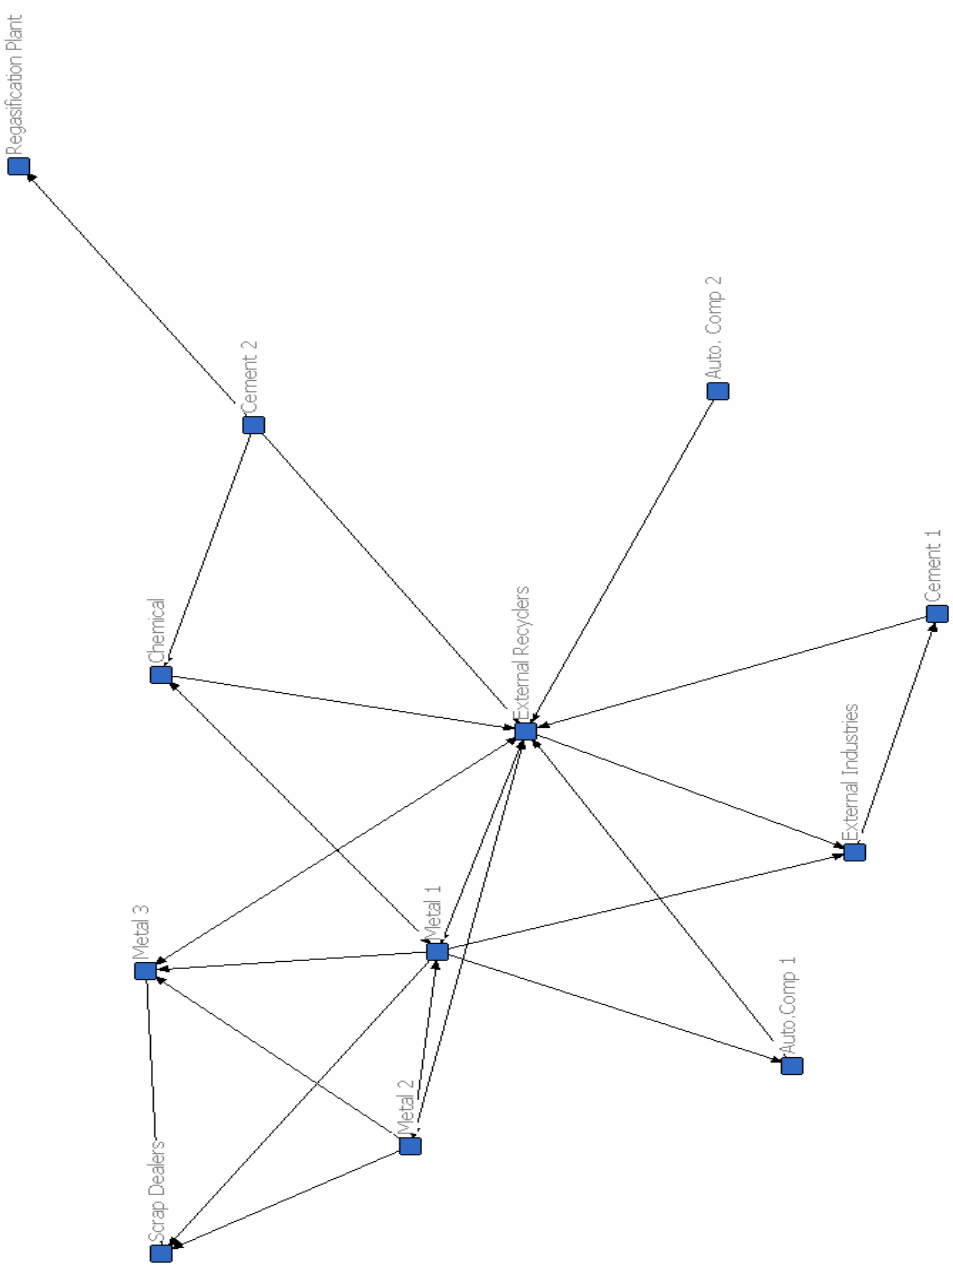 Regasification Plant
Cement 2
Auto. Comp 2
Chemical
External Recyclers
Cement 1
External Industries
Metal 3
Metal 1
Auto.Comp 1
Metal 2
Scrap Dealers